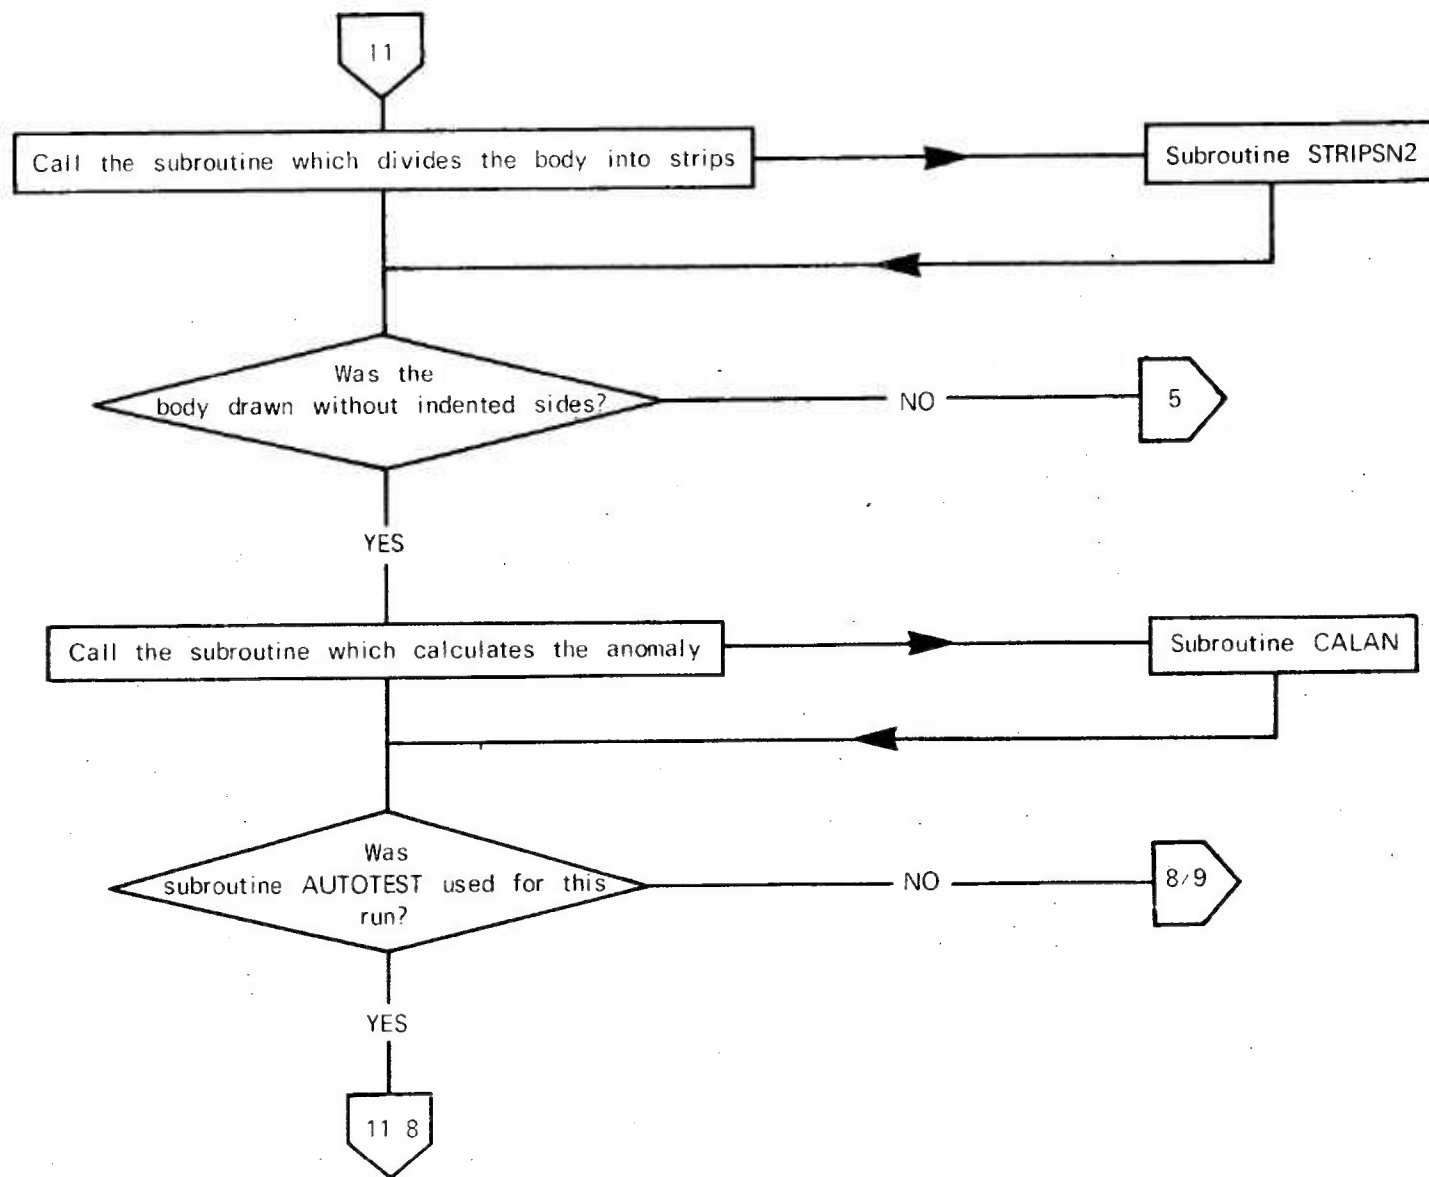 11
Call the subroutine which divides the body into strips
Subroutine STRIPSN2
Was the
body drawn without indented sides?
NO
5
YES
Call the subroutine which calculates the anomaly
Subroutine CALAN
Was
subroutine AUTOTEST used for this
run?
NO
8/9
YES
11 8